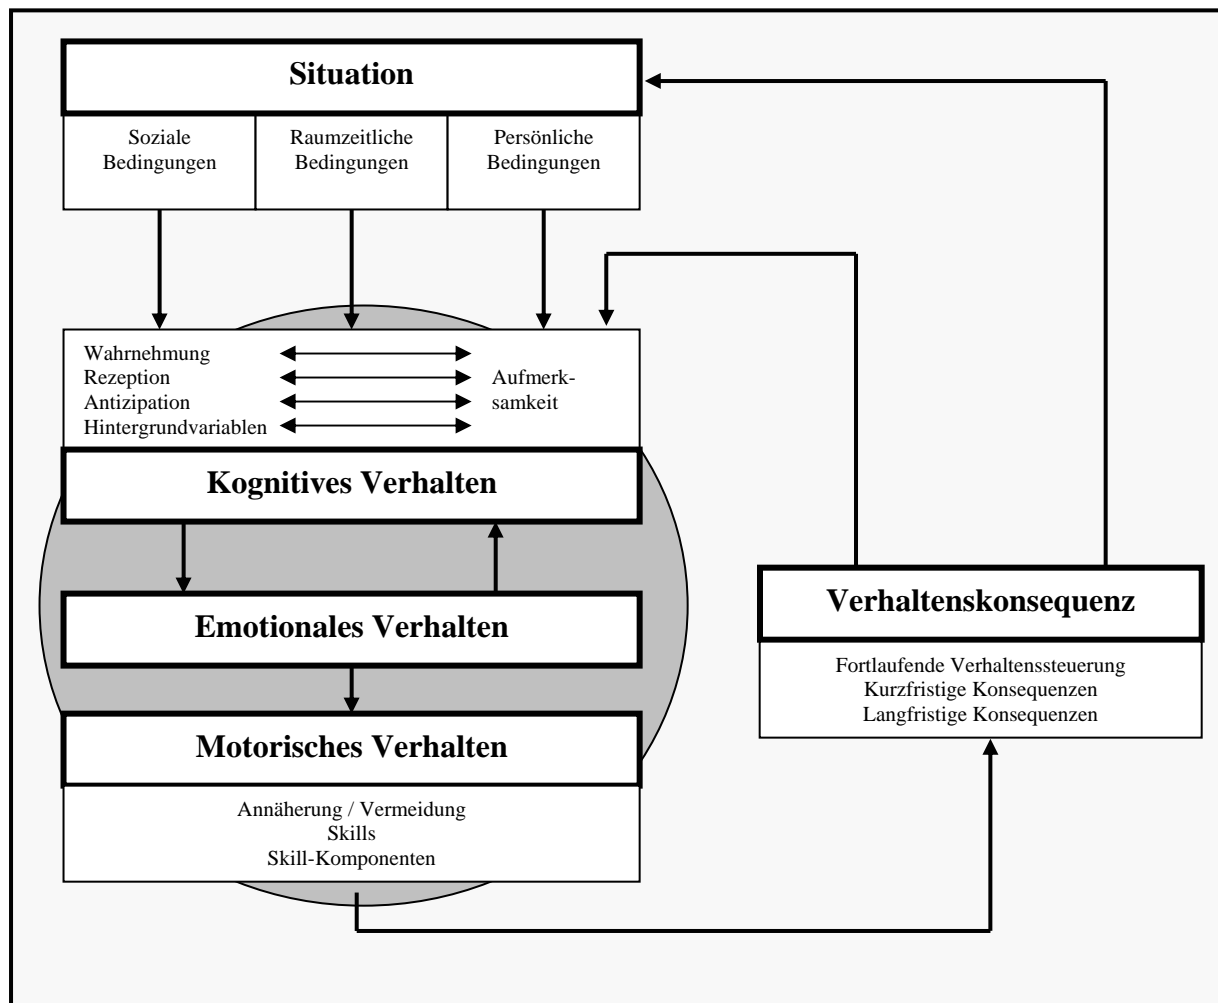 Situation
Soziale
Bedingungen
Raumzeitliche
Bedingungen
Persönliche
Bedingungen
Wahrnehmung
Rezeption
Antizipation
Hintergrundvariablen
Aufmerk-
samkeit
Kognitives Verhalten
Emotionales Verhalten
Motorisches Verhalten
Annäherung / Vermeidung
Skills
Skill-Komponenten
Verhaltenskonsequenz
Fortlaufende Verhaltenssteuerung
Kurzfristige Konsequenzen
Langfristige Konsequenzen